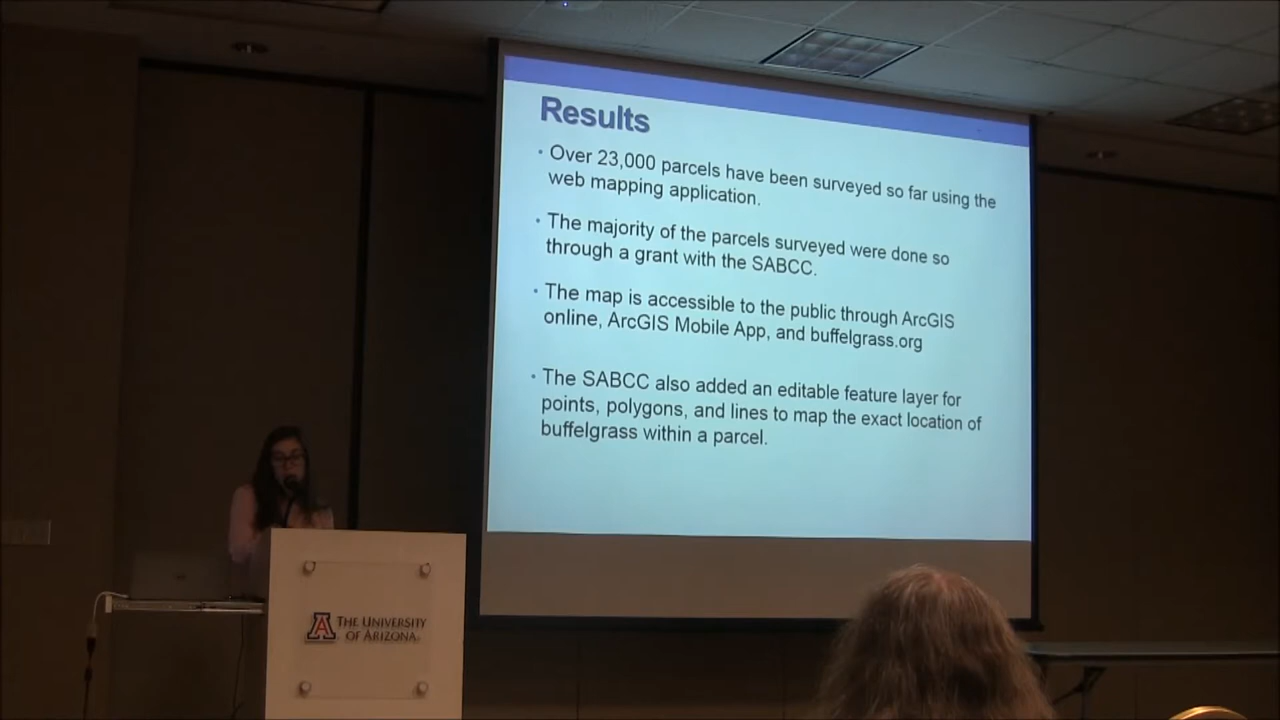 Results
• Over 23,000 parcels have been surveyed so far using the
web mapping application.
• The majority of the parcels surveyed were done so
through a grant with the SABCC.
• The map is accessible to the public through ArcGIS
online, ArcGIS Mobile App, and buffelgrass.org
• The SABCC also added an editable feature layer for
points, polygons, and lines to map the exact location of
buffelgrass within a parcel.
A THE UNIVERSITY
OF ARIZONA.